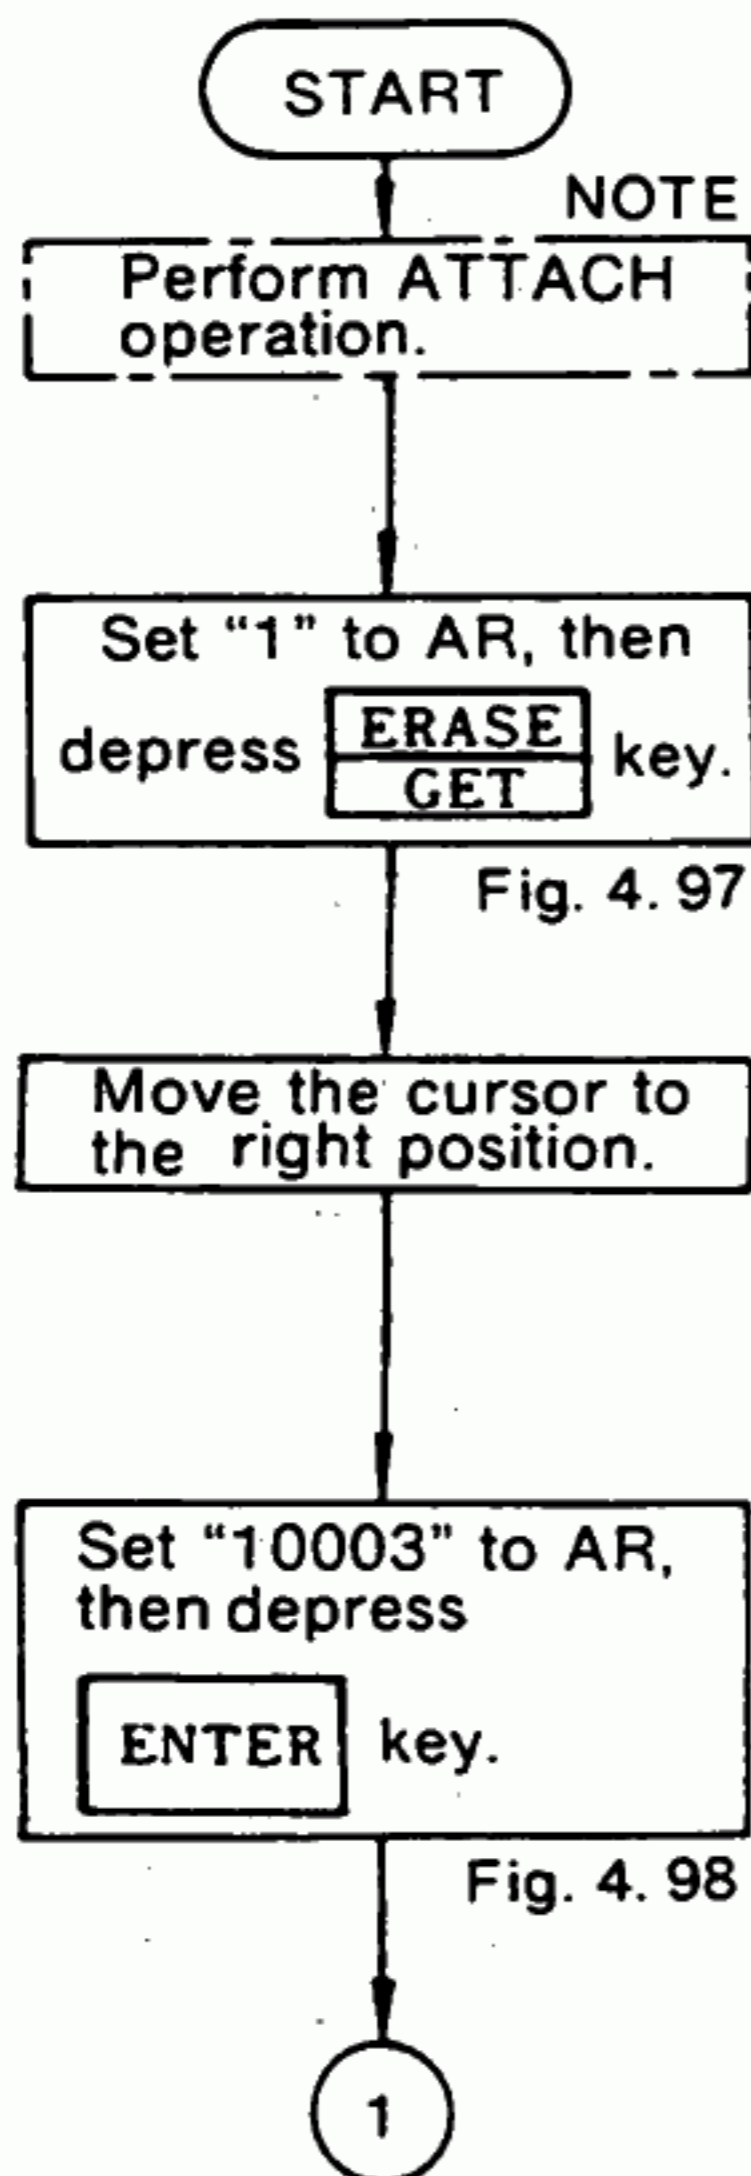 START
NOTE
Perform ATTACH
operation.
Set “1” to AR, then
depress ERASE key.
GET
Fig. 4. 97
Move the cursor to
the right position.
Set “10003” to AR,
then depress
ENTER key.
Fig. 4. 98
1